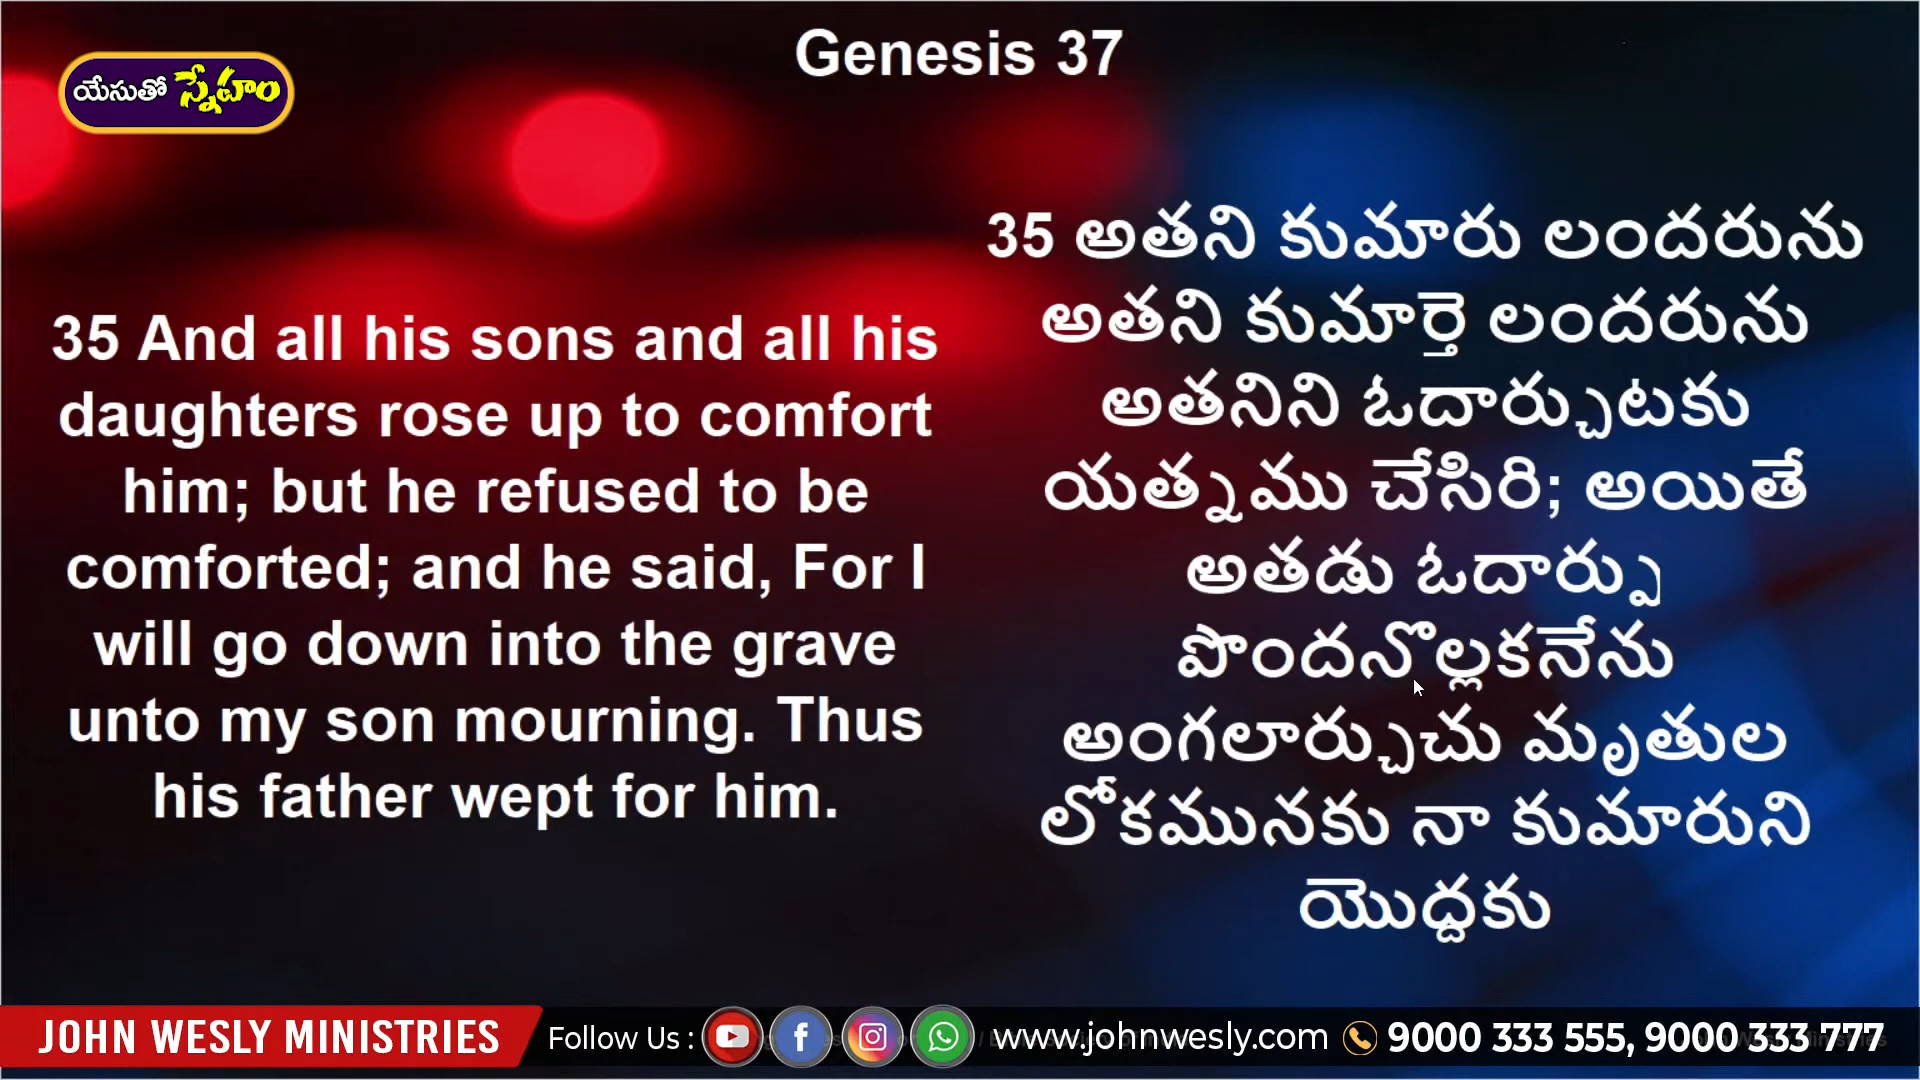 Genesis 37
యేసుతో స్నేహం
35 And all his sons and all his
daughters rose up to comfort
him; but he refused to be
comforted; and he said, For I
will go down into the grave
unto my son mourning. Thus
his father wept for him.
35 అతని కుమారు లందరును
అతని కుమార్తె లందరును
అతనిని ఓదార్చుటకు
యత్నము చేసిరి; అయితే
అతడు ఓదార్పు
పొందనొల్లకనేను
అంగలార్చుచు మృతుల
లోకమునకు నా కుమారుని
యొద్దకు
JOHN WESLY MINISTRIES Follow Us : www.johnwesly.com 9000 333 555, 9000 333 777